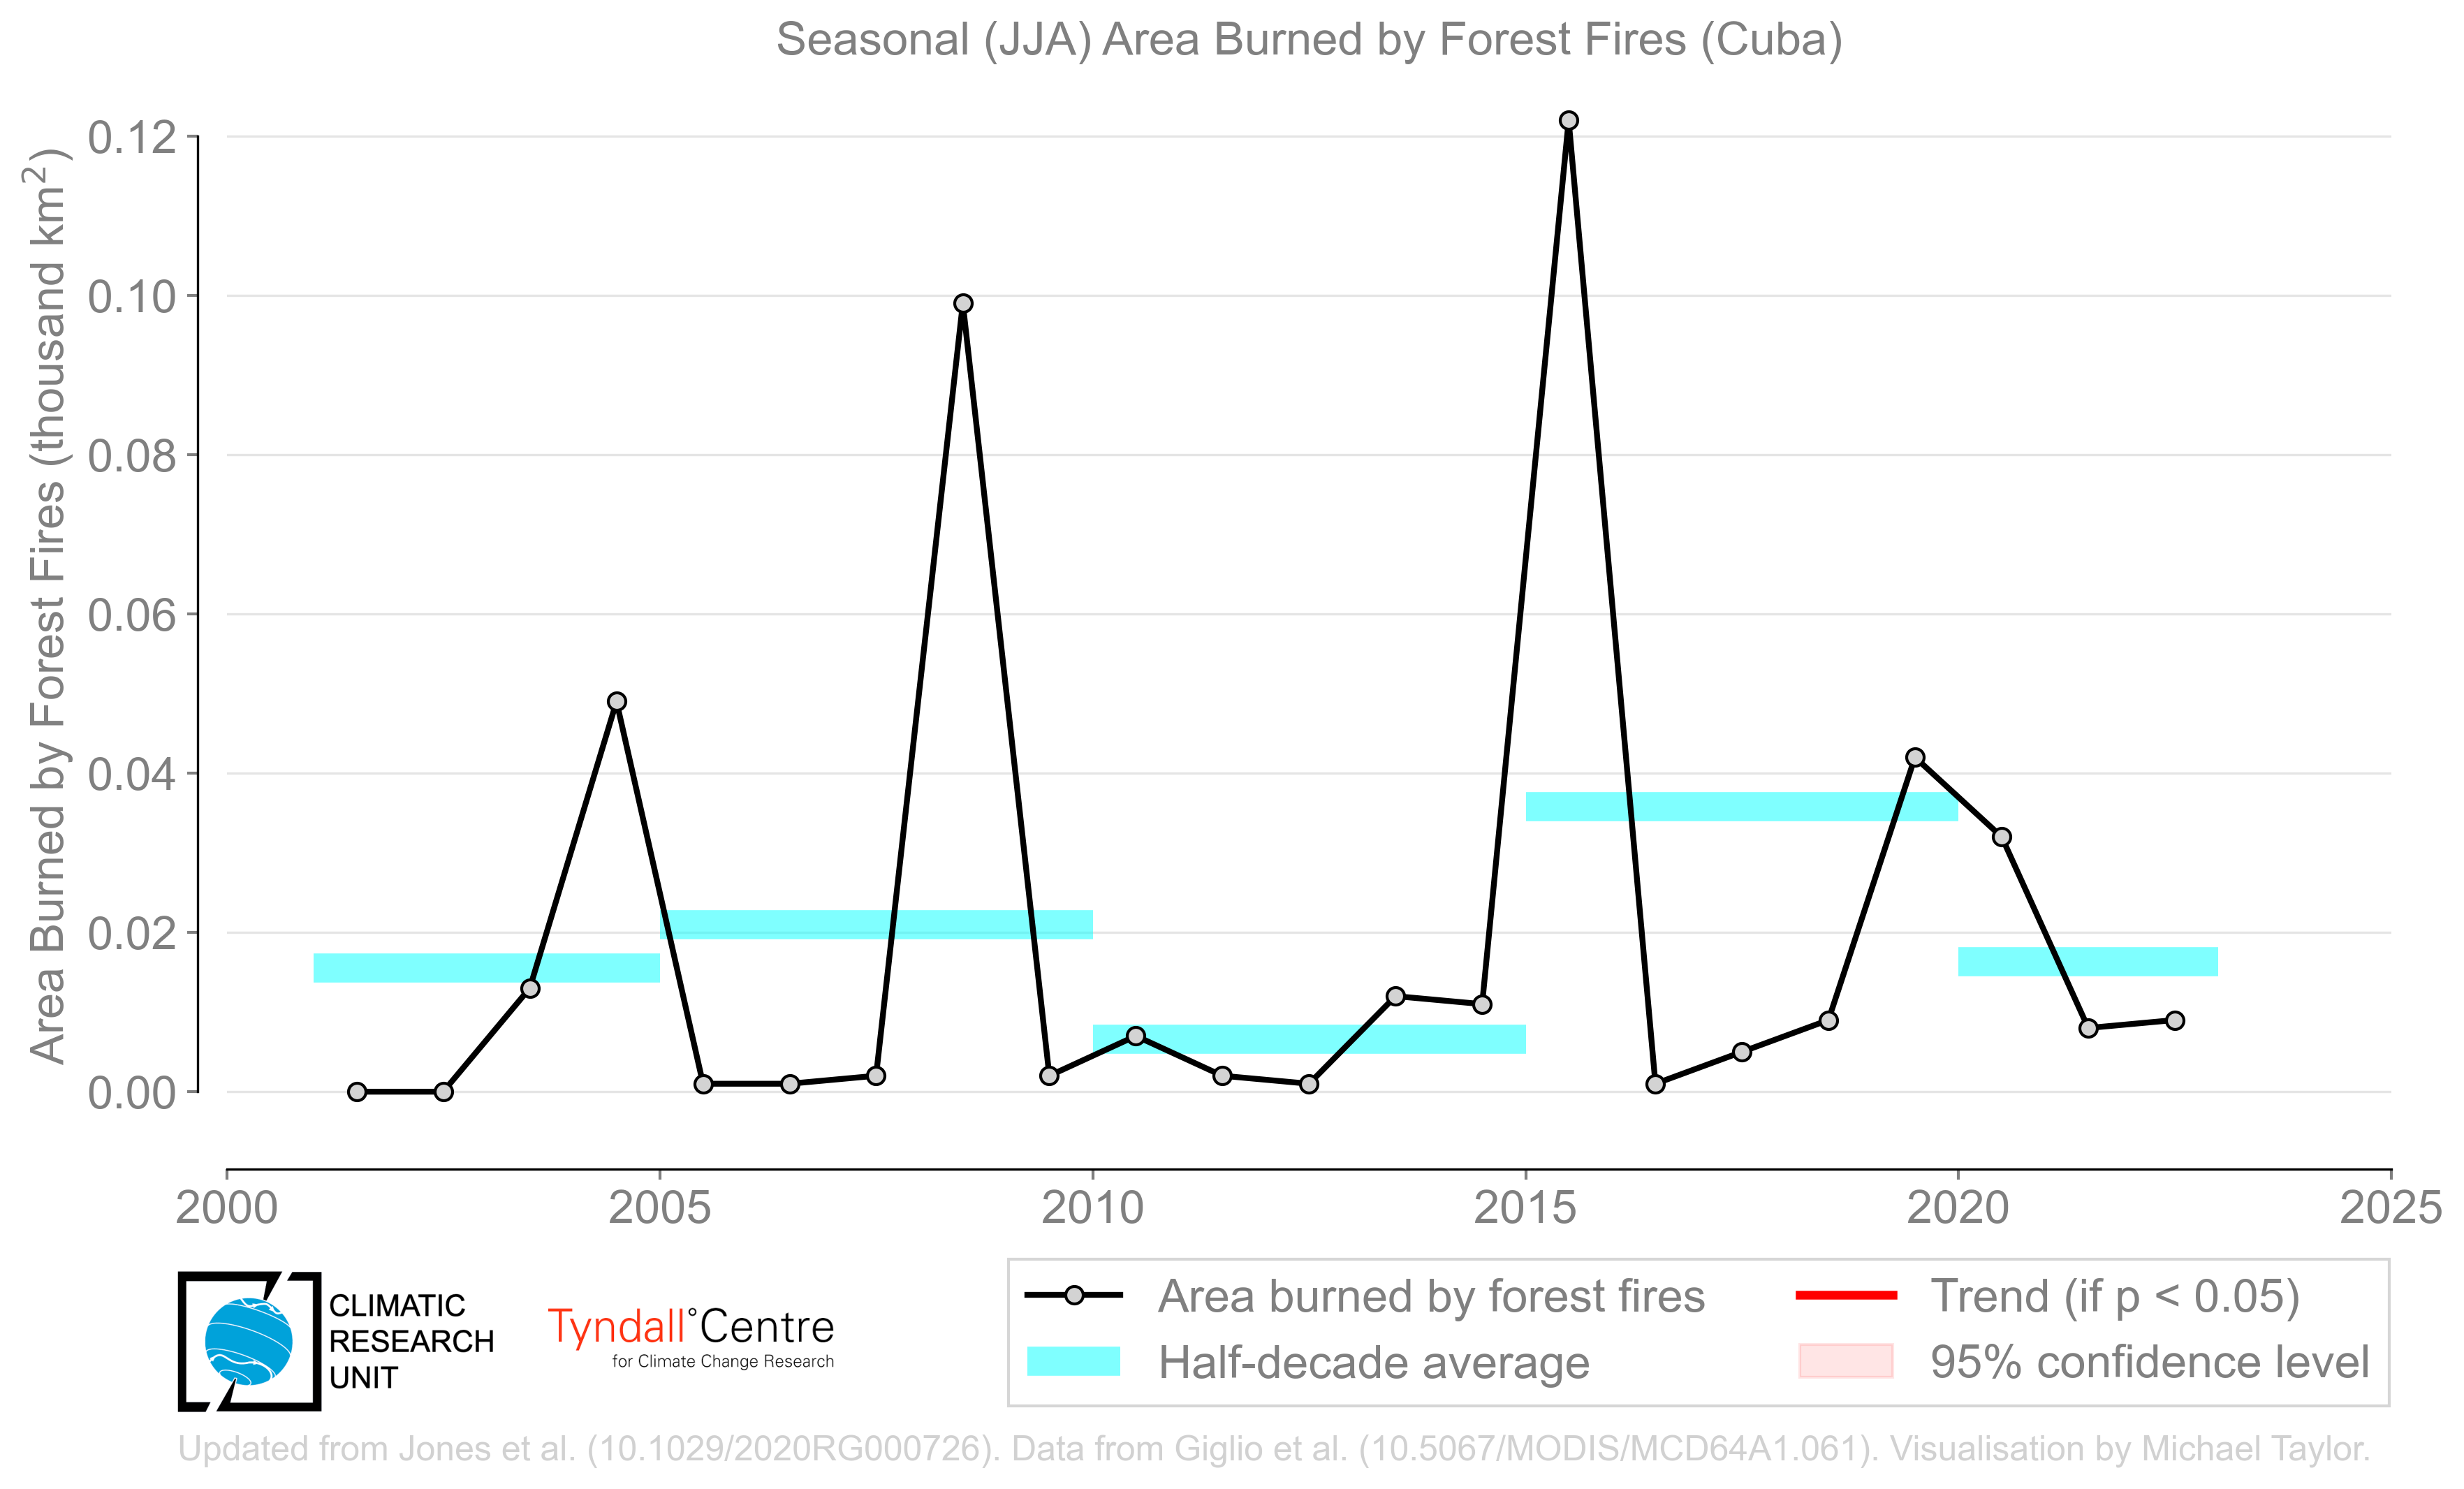 Seasonal (JJA) Area Burned by Forest Fires (Cuba)
Area Burned by Forest Fires (thousand km²)
0.12
0.10
0.08
0.06
0.04
0.02
0.00
2000 2005 2010 2015 2020 2025
CLIMATIC
RESEARCH
UNIT
Tyndall°Centre
for Climate Change Research
Area burned by forest fires
Half-decade average
Trend (if p < 0.05)
95% confidence level
Updated from Jones et al. (10.1029/2020RG000726). Data from Giglio et al. (10.5067/MODIS/MCD64A1.061). Visualisation by Michael Taylor.